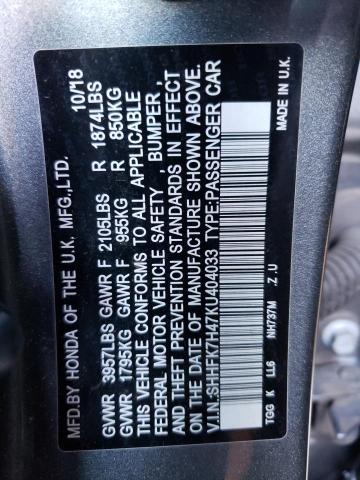 MFD.BY HONDA OF THE U.K. MFG.,LTD. 10/18
GVWR 3957LBS GAWR F 2105LBS R 1874LBS
GVWR 1795KG GAWR F 955KG R 850KG
THIS VEHICLE CONFORMS TO ALL APPLICABLE
FEDERAL MOTOR VEHICLE SAFETY , BUMPER ,
AND THEFT PREVENTION STANDARDS IN EFFECT
ON THE DATE OF MANUFACTURE SHOWN ABOVE.
V.I.N:SHHFK7H47KU404033 TYPE:PASSENGER CAR
TGG K LL6 NH737M Z .U MADE IN U.K.